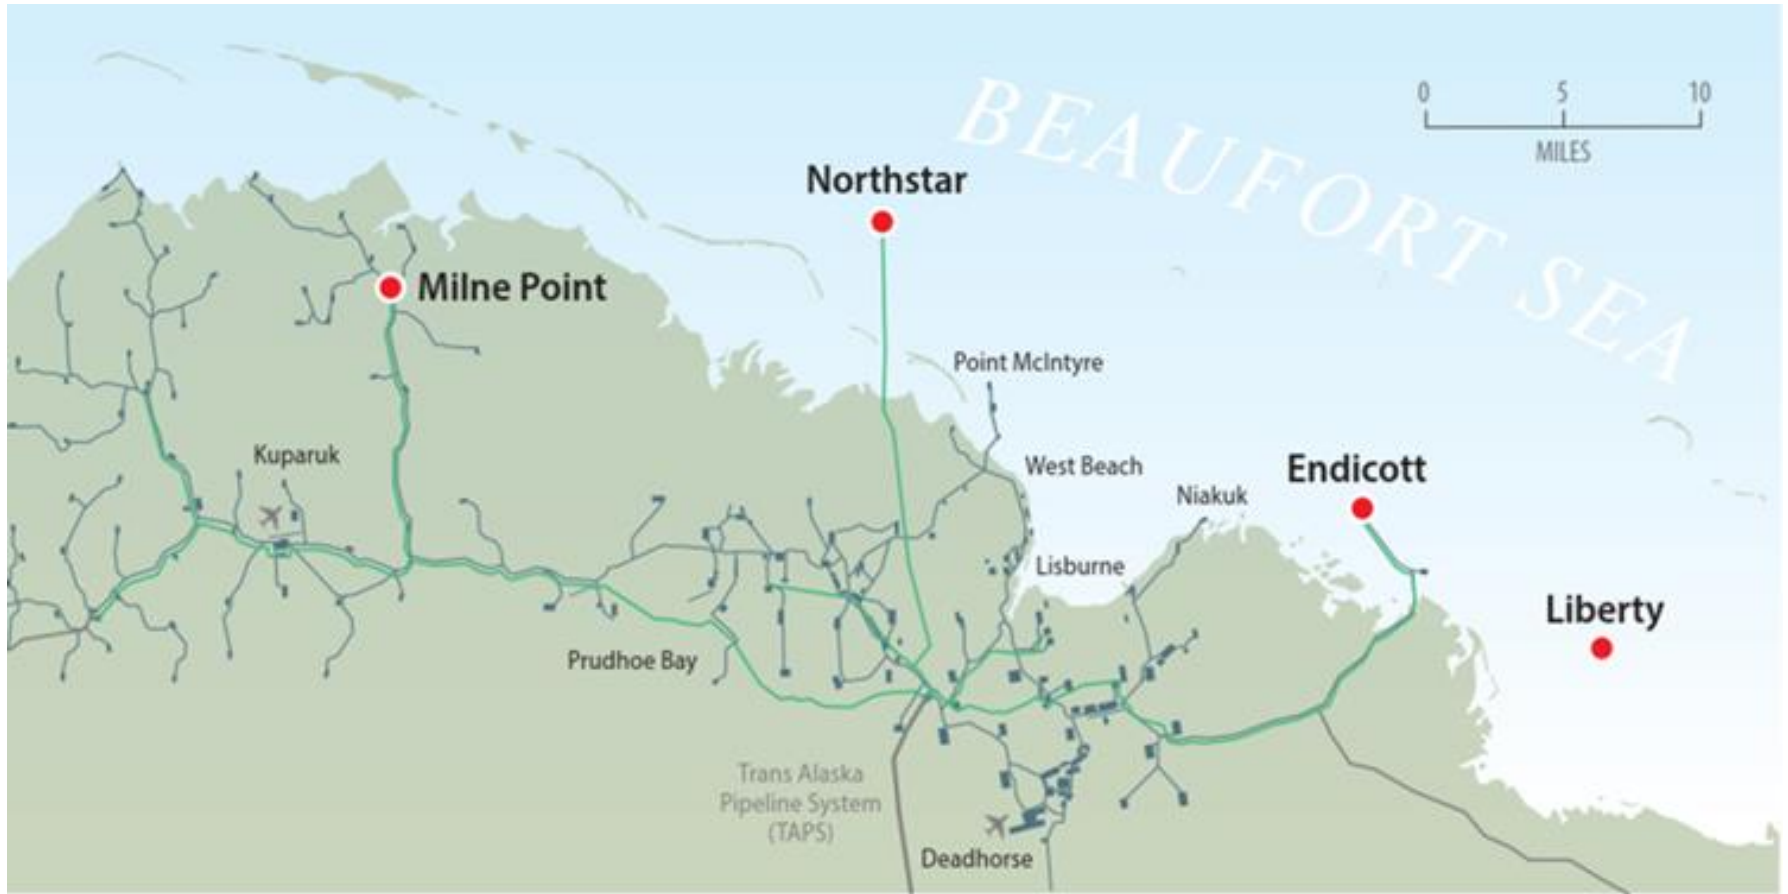 BEAUFORT SEA
0 5 10
MILES
Northstar
Milne Point
Point McIntyre
Kuparuk
West Beach
Endicott
Niakuk
Lisburne
Liberty
Prudhoe Bay
Trans Alaska
Pipeline System
(TAPS)
Deadhorse